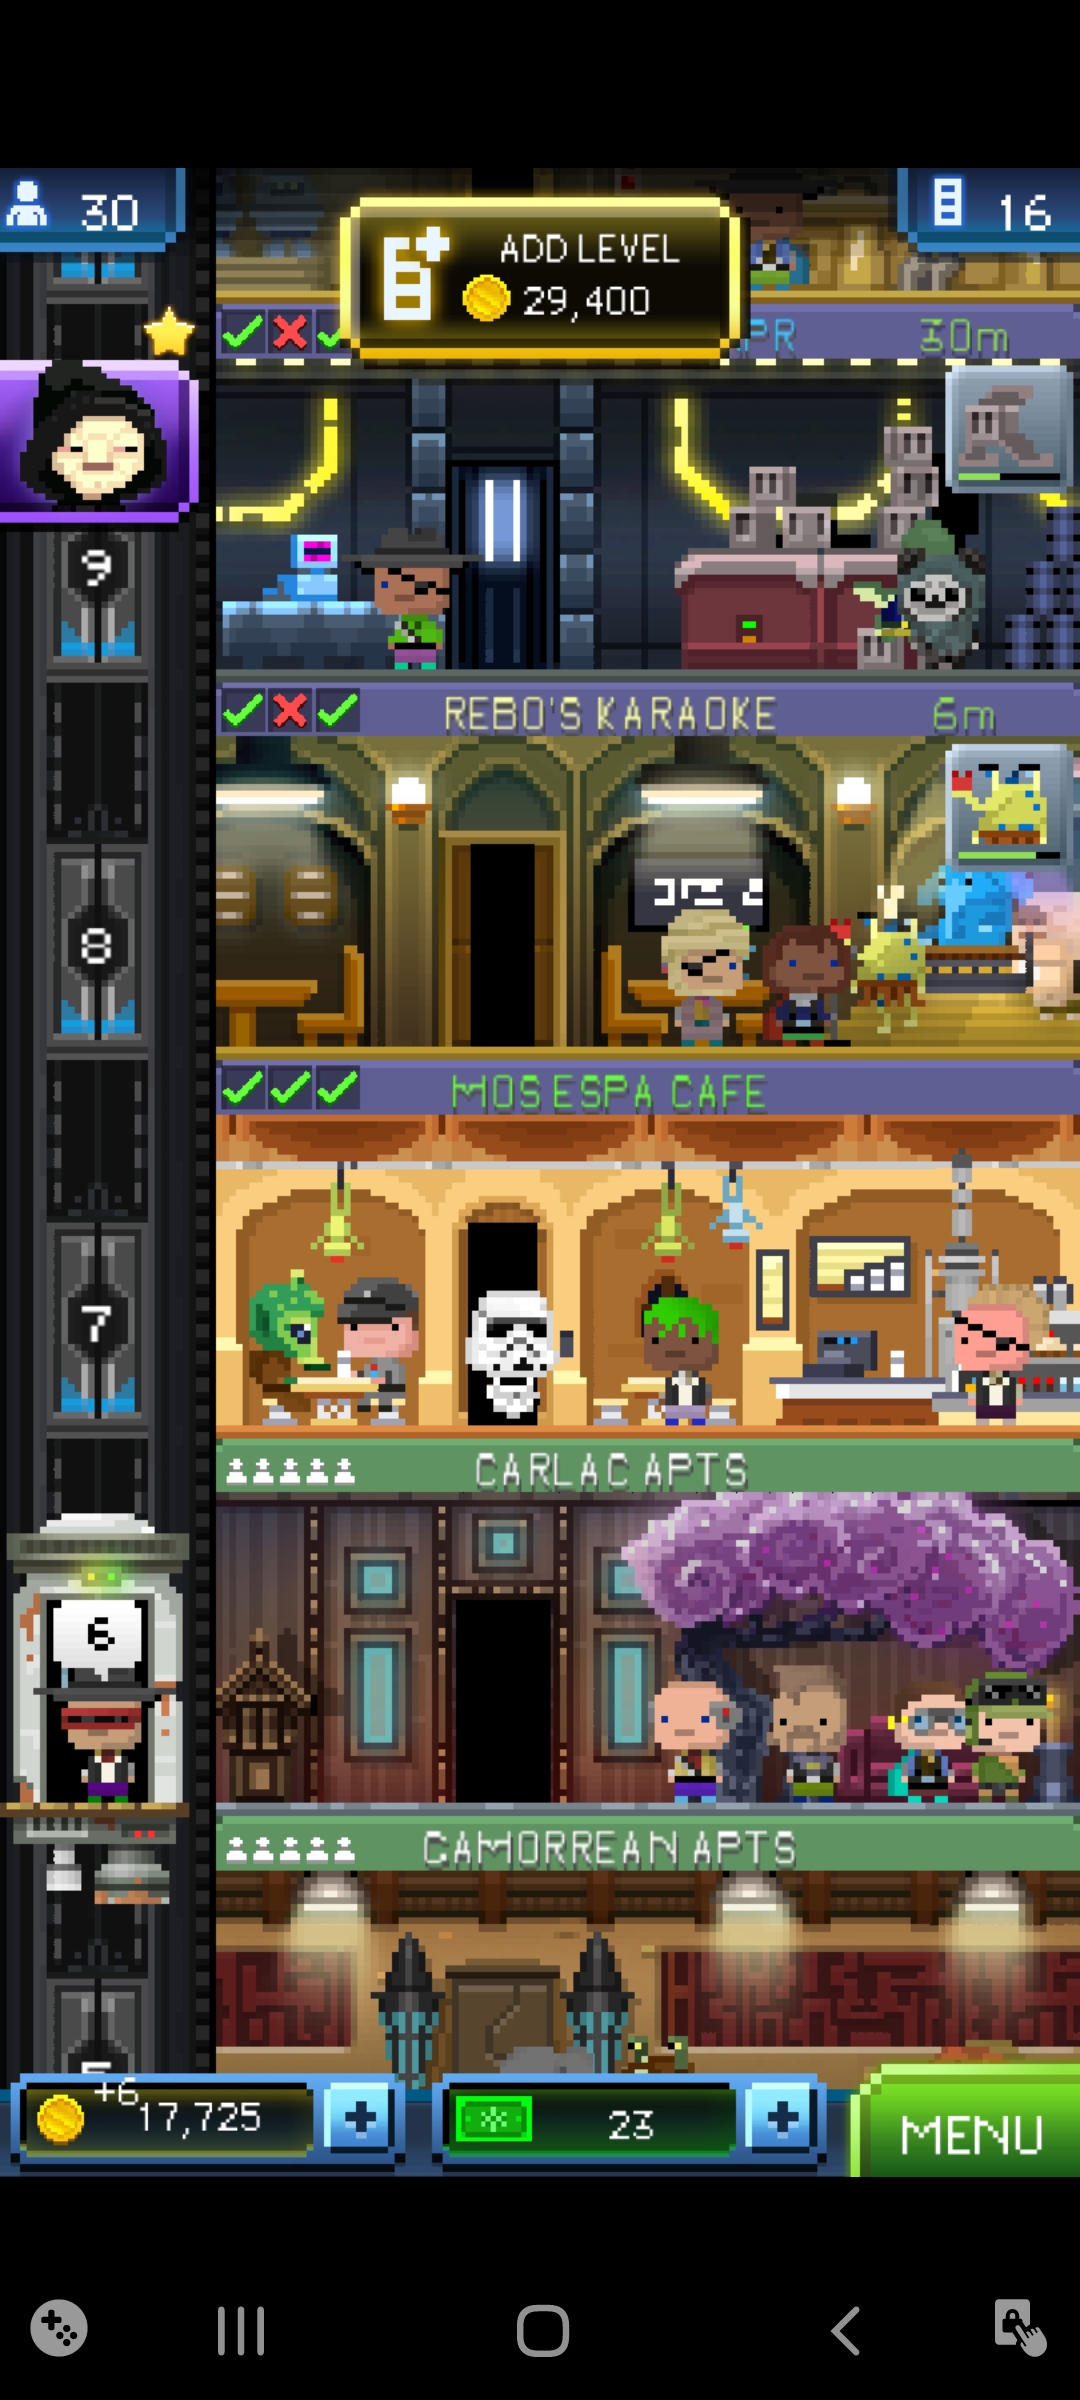 30
ADD LEVEL
29,400
16
30m
9
REBO'S KARAOKE
6m
8
MOS ESPA CAFE
7
CARLAC APTS
6
CAMORREAN APTS
5
+6
17,725
23
MENU